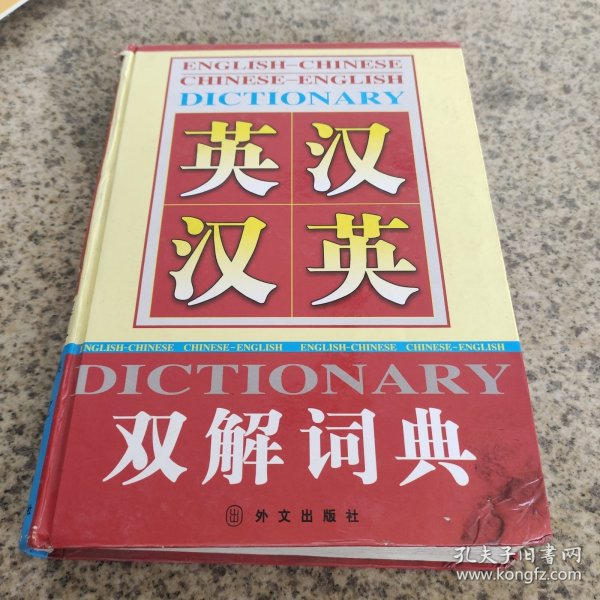 ENGLISH-CHINESE
CHINESE-ENGLISH
DICTIONARY
英汉
汉英
ENGLISH-CHINESE CHINESE-ENGLISH ENGLISH-CHINESE CHINESE-ENGLISH
DICTIONARY
双解词典
外文出版社
孔夫子旧书网
www.kongfz.com